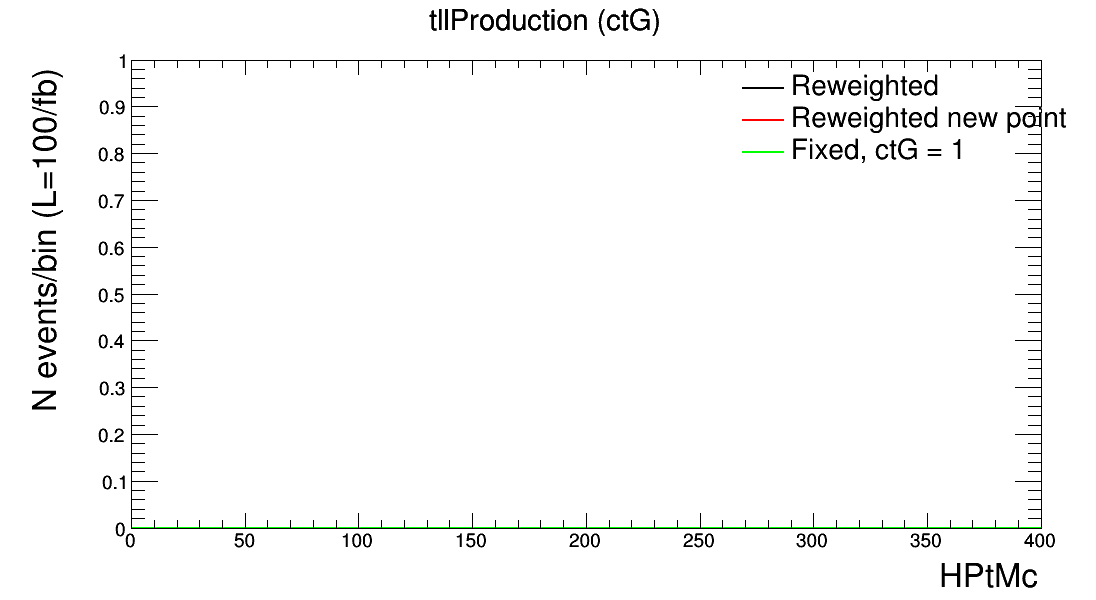 tllProduction (ctG)
N events/bin (L=100/fb)
1
0.9
0.8
0.7
0.6
0.5
0.4
0.3
0.2
0.1
0
Reweighted
Reweighted new point
Fixed, ctG = 1
0 50 100 150 200 250 300 350 400
HPtMc